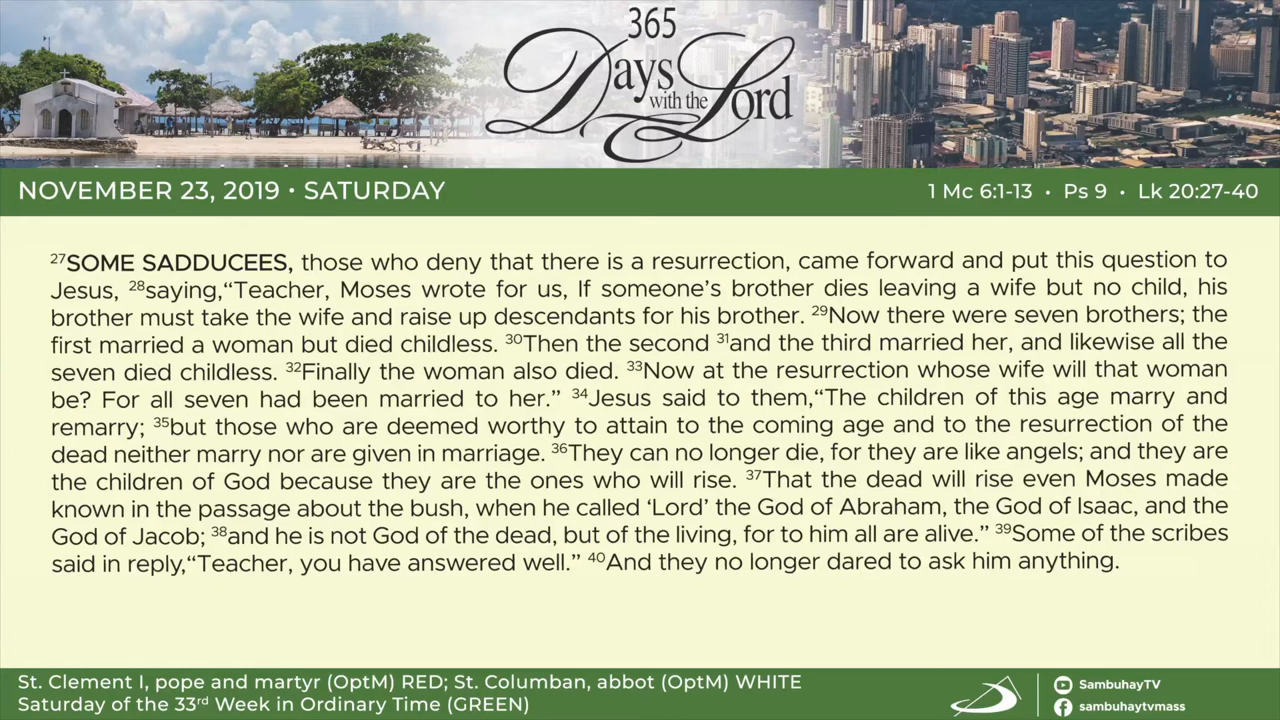 365
Days
with the
Lord
NOVEMBER 23, 2019 • SATURDAY
1 Mc 6:1-13 • Ps 9 • Lk 20:27-40
²⁷SOME SADDUCEES, those who deny that there is a resurrection, came forward and put this question to
Jesus, ²⁸saying,“Teacher, Moses wrote for us, If someone’s brother dies leaving a wife but no child, his
brother must take the wife and raise up descendants for his brother. ²⁹Now there were seven brothers; the
first married a woman but died childless. ³⁰Then the second ³¹and the third married her, and likewise all the
seven died childless. ³²Finally the woman also died. ³³Now at the resurrection whose wife will that woman
be? For all seven had been married to her.” ³⁴Jesus said to them,“The children of this age marry and
remarry; ³⁵but those who are deemed worthy to attain to the coming age and to the resurrection of the
dead neither marry nor are given in marriage. ³⁶They can no longer die, for they are like angels; and they are
the children of God because they are the ones who will rise. ³⁷That the dead will rise even Moses made
known in the passage about the bush, when he called ‘Lord’ the God of Abraham, the God of Isaac, and the
God of Jacob; ³⁸and he is not God of the dead, but of the living, for to him all are alive.” ³⁹Some of the scribes
said in reply,“Teacher, you have answered well.” ⁴⁰And they no longer dared to ask him anything.
St. Clement I, pope and martyr (OptM) RED; St. Columban, abbot (OptM) WHITE
Saturday of the 33rd Week in Ordinary Time (GREEN)
SambuhayTV
sambuhaytvmass